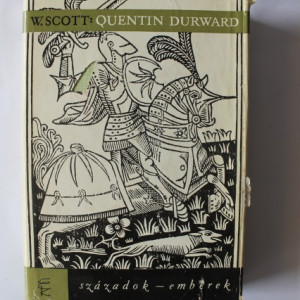 W. SCOTT: QUENTIN DURWARD
századok – emberek